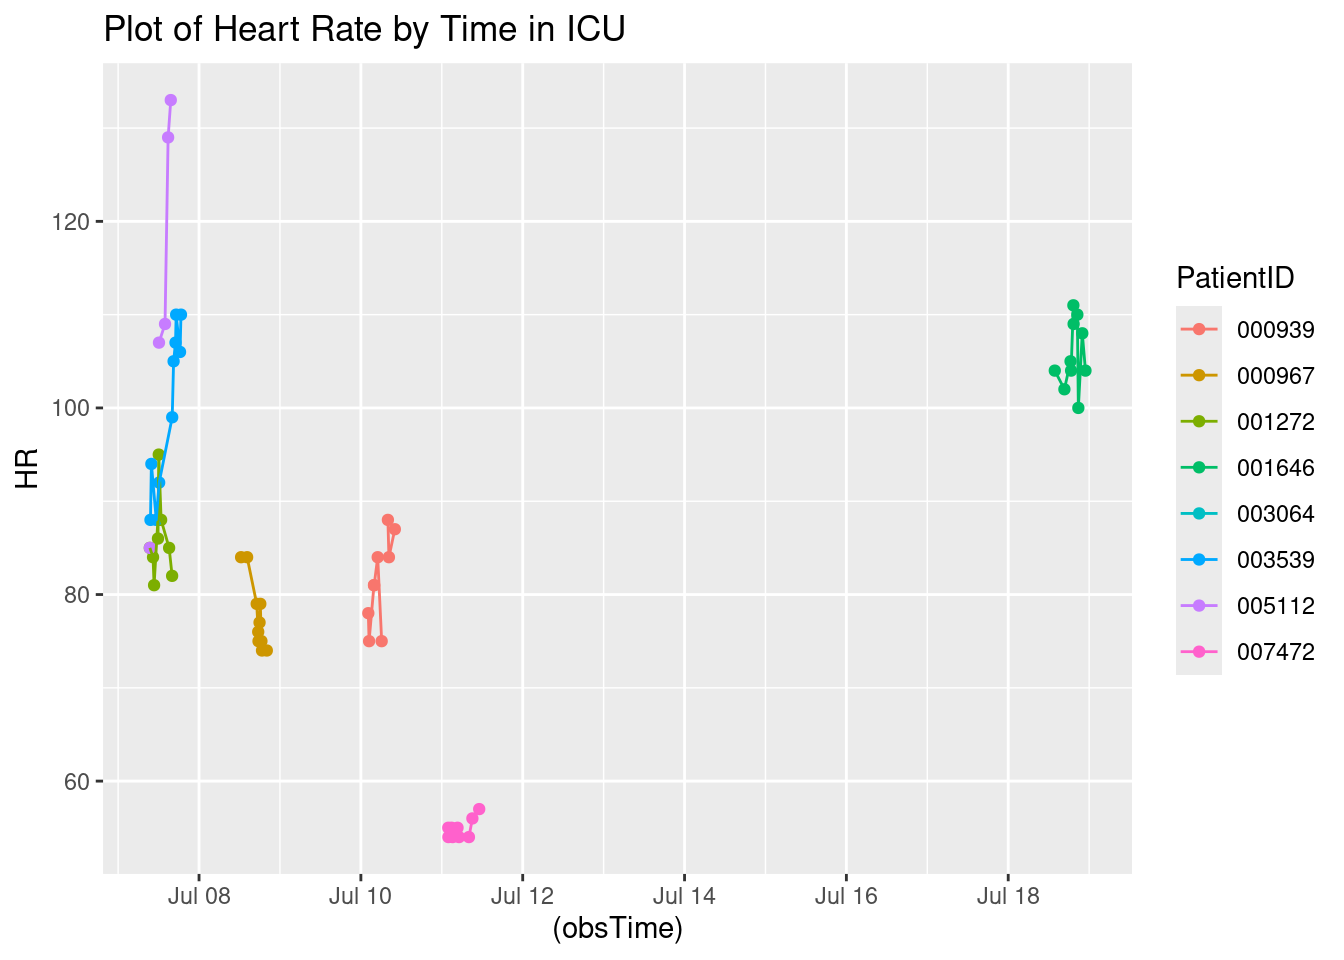 Plot of Heart Rate by Time in ICU
120
100
80
60
HR
Jul 08
Jul 10
Jul 12
Jul 14
Jul 16
Jul 18
(obsTime)
PatientID
000939
000967
001272
001646
003064
003539
005112
007472